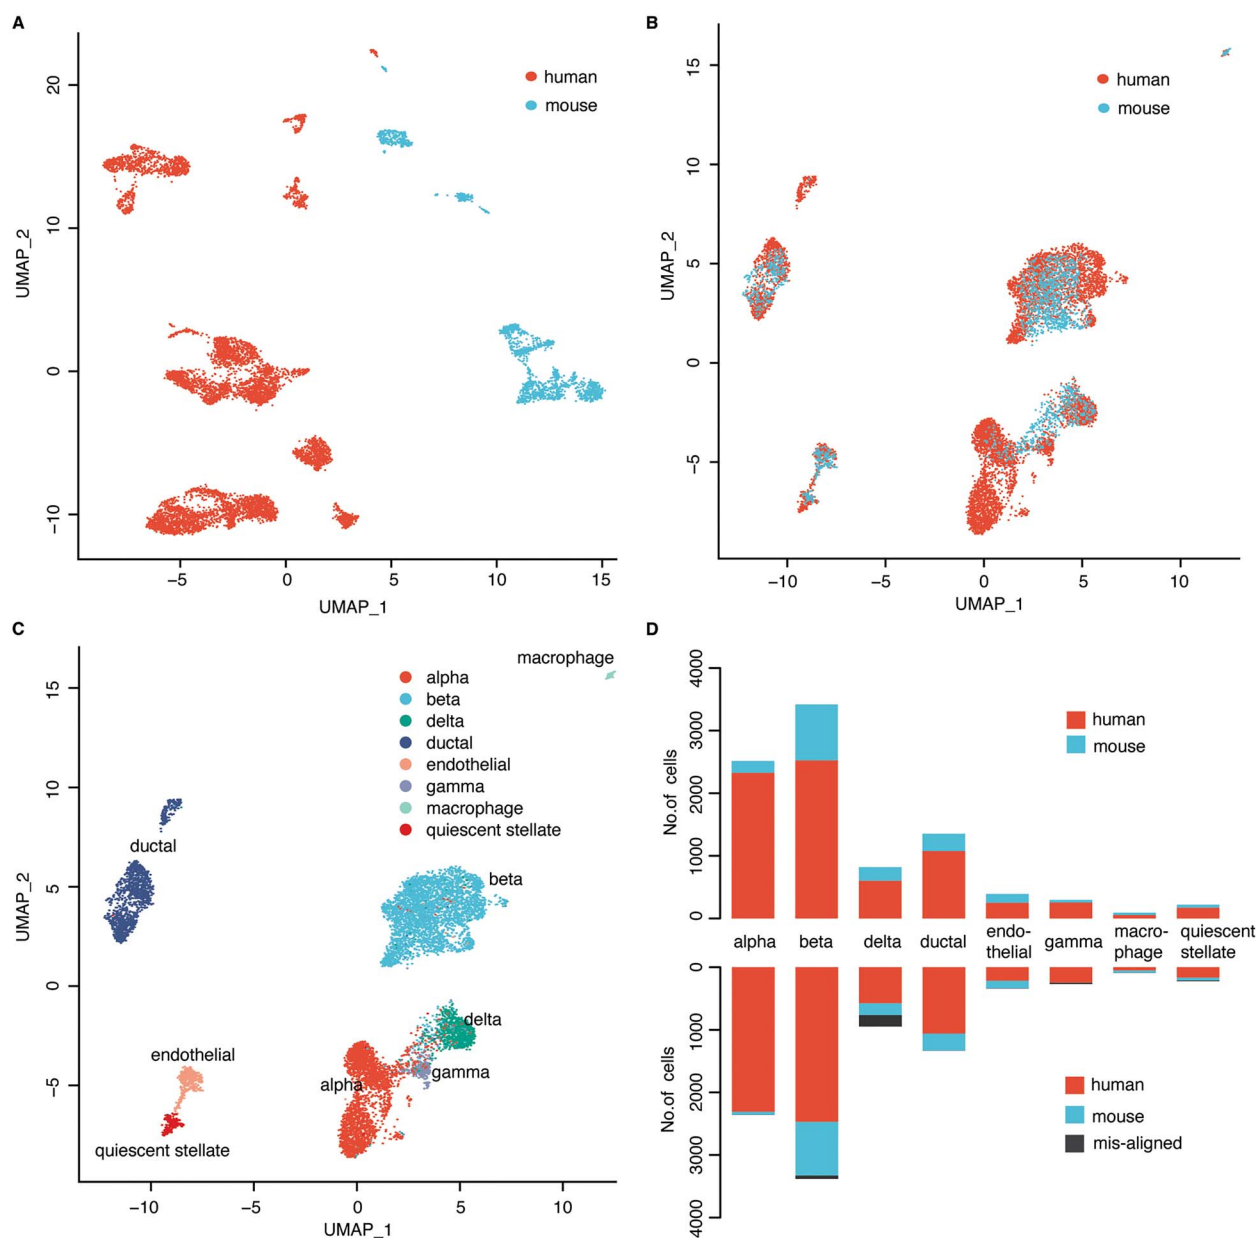 A
20
10
0
−10
UMAP_2
−5
0
5
10
15
UMAP_1
human
mouse
B
15
10
5
0
−5
UMAP_2
−10
−5
0
5
10
UMAP_1
human
mouse
C
15
10
5
0
−5
UMAP_2
−10
−5
0
5
10
UMAP_1
macrophage
alpha
beta
delta
ductal
endothelial
gamma
macrophage
quiescent stellate
ductal
beta
delta
endothelial
alpha
gamma
quiescent stellate
D
4000
3000
2000
1000
0
No.of cells
human
mouse
alpha
beta
delta
ductal
endo-
thelial
gamma
macro-
phage
quiescent
stellate
0
1000
2000
3000
4000
No.of cells
human
mouse
mis-aligned